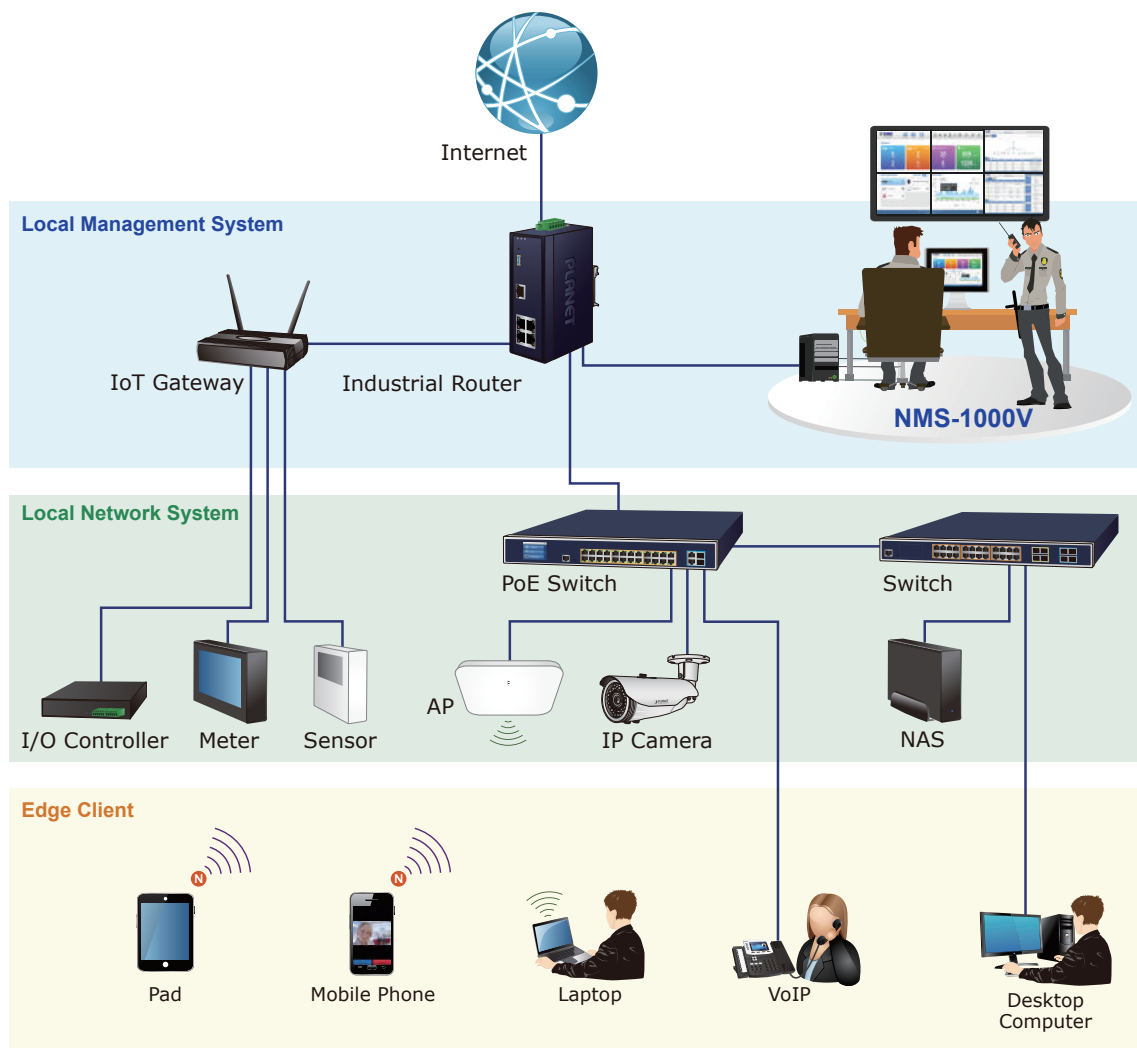 Internet
Local Management System
PLANET
IoT Gateway
Industrial Router
NMS-1000V
Local Network System
PoE Switch
Switch
AP
I/O Controller
Meter
Sensor
IP Camera
NAS
Edge Client
N
N
Pad
Mobile Phone
Laptop
VoIP
Desktop
Computer